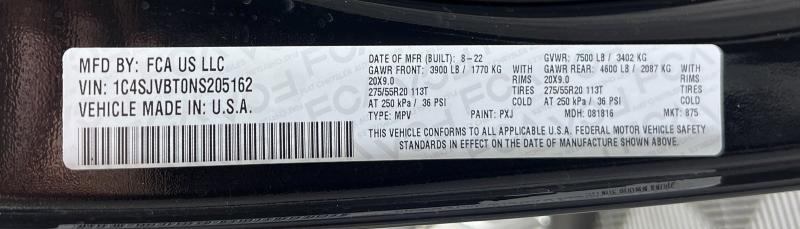 MFD BY: FCA US LLC
VIN: 1C4SJVBT0NS205162
VEHICLE MADE IN: U.S.A.
DATE OF MFR (BUILT): 8-22 GVWR: 7500 LB / 3402 KG
GAWR FRONT: 3900 LB / 1770 KG WITH GAWR REAR: 4600 LB / 2087 KG WITH
20X9.0 RIMS 20X9.0 RIMS
275/55R20 113T TIRES 275/55R20 113T TIRES
AT 250 kPa / 36 PSI AT 250 kPa / 36 PSI
TYPE: MPV PAINT: PXJ MDH: 081816 MKT: 875
THIS VEHICLE CONFORMS TO ALL APPLICABLE U.S.A. FEDERAL MOTOR VEHICLE SAFETY
STANDARDS IN EFFECT ON THE DATE OF MANUFACTURE SHOWN ABOVE.